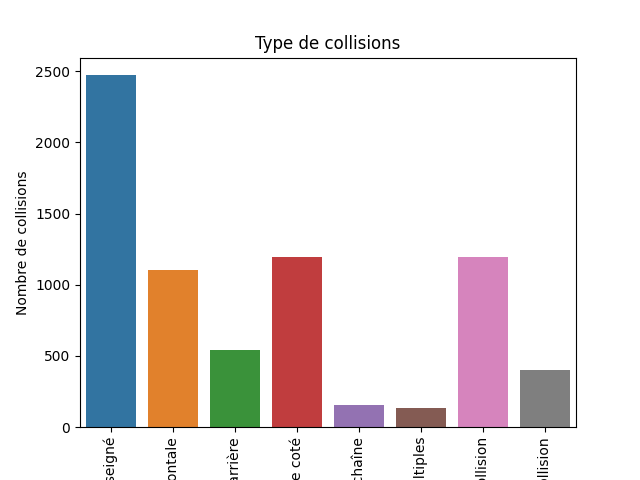 Type de collisions
Nombre de collisions
2500
2000
1500
1000
500
0
seigné
ontale
arrière
e coté
chaîne
ltiples
ollision
ollision